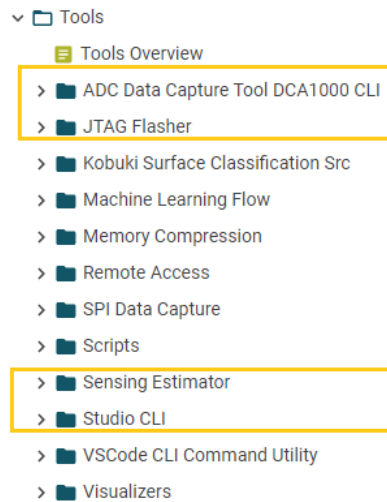 Tools
Tools Overview
ADC Data Capture Tool DCA1000 CLI
JTAG Flasher
Kobuki Surface Classification Src
Machine Learning Flow
Memory Compression
Remote Access
SPI Data Capture
Scripts
Sensing Estimator
Studio CLI
VSCode CLI Command Utility
Visualizers